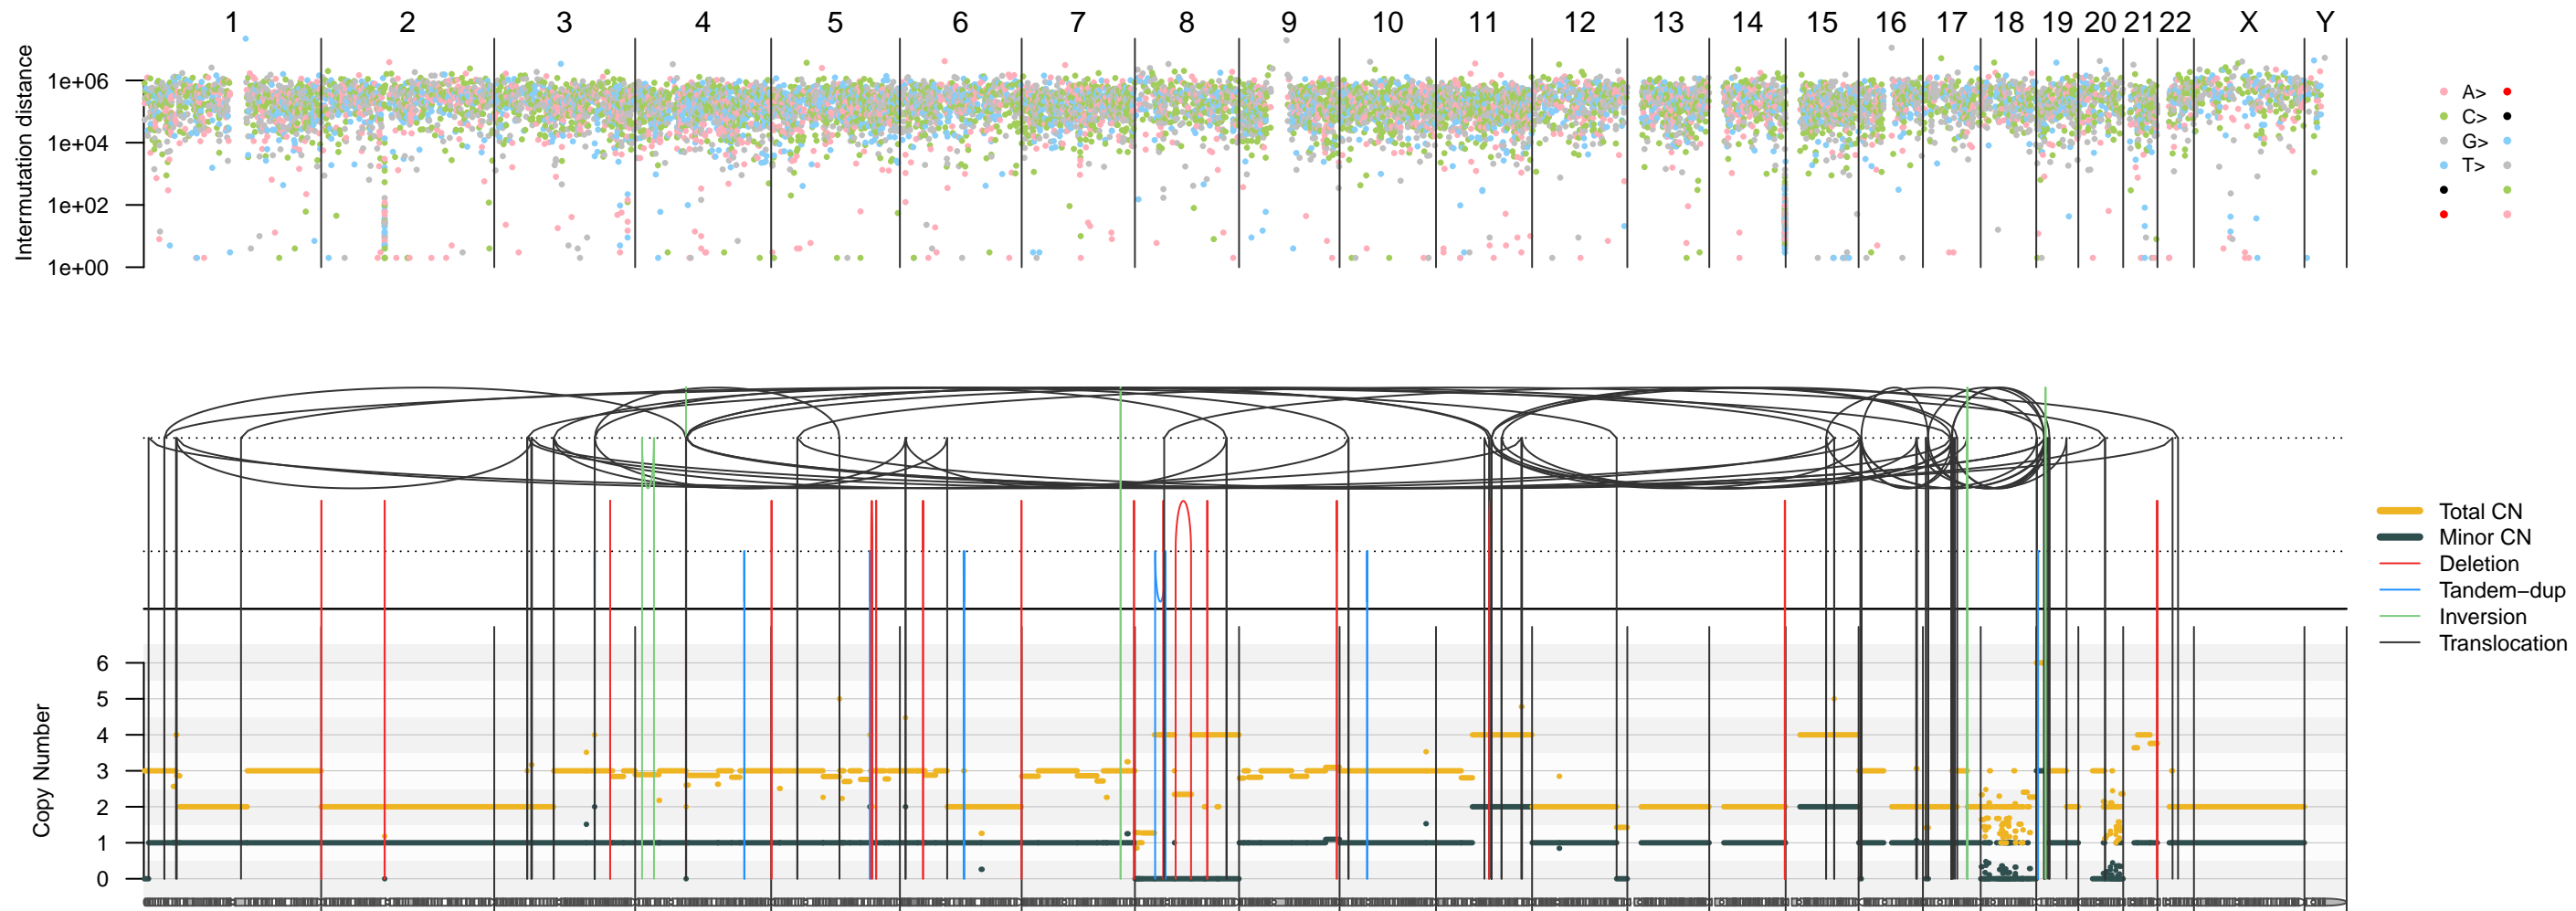 1 2 3 4 5 6 7 8 9 10 11 12 13 14 15 16 17 18 19 20 21 22 X Y
Intermutation distance
1e+06
1e+04
1e+02
1e+00
A>
C>
G>
T>
Total CN
Minor CN
Deletion
Tandem−dup
Inversion
Translocation
Copy Number
6
5
4
3
2
1
0